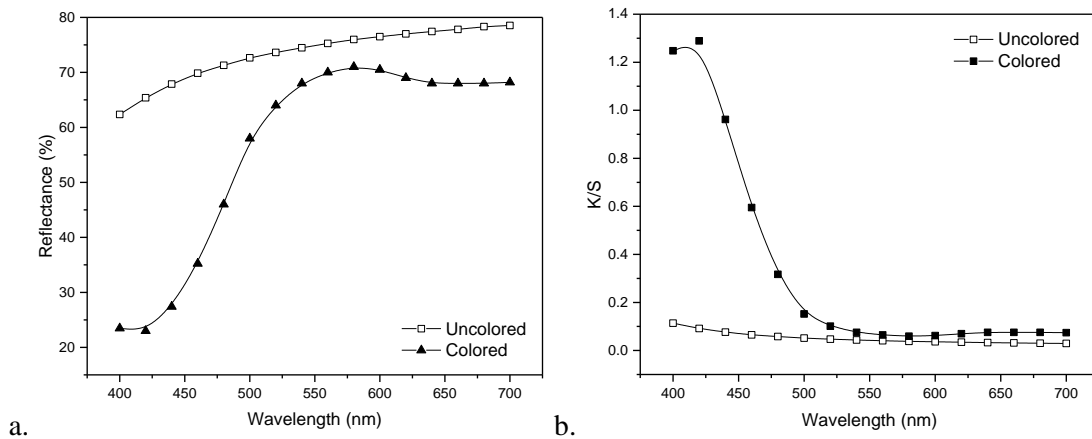 80
70
60
50
40
30
20
Reflectance (%)
Uncolored
Colored
400 450 500 550 600 650 700
Wavelength (nm)
a.
1.4
1.2
1.0
0.8
0.6
0.4
0.2
0.0
K/S
Uncolored
Colored
400 450 500 550 600 650 700
Wavelength (nm)
b.